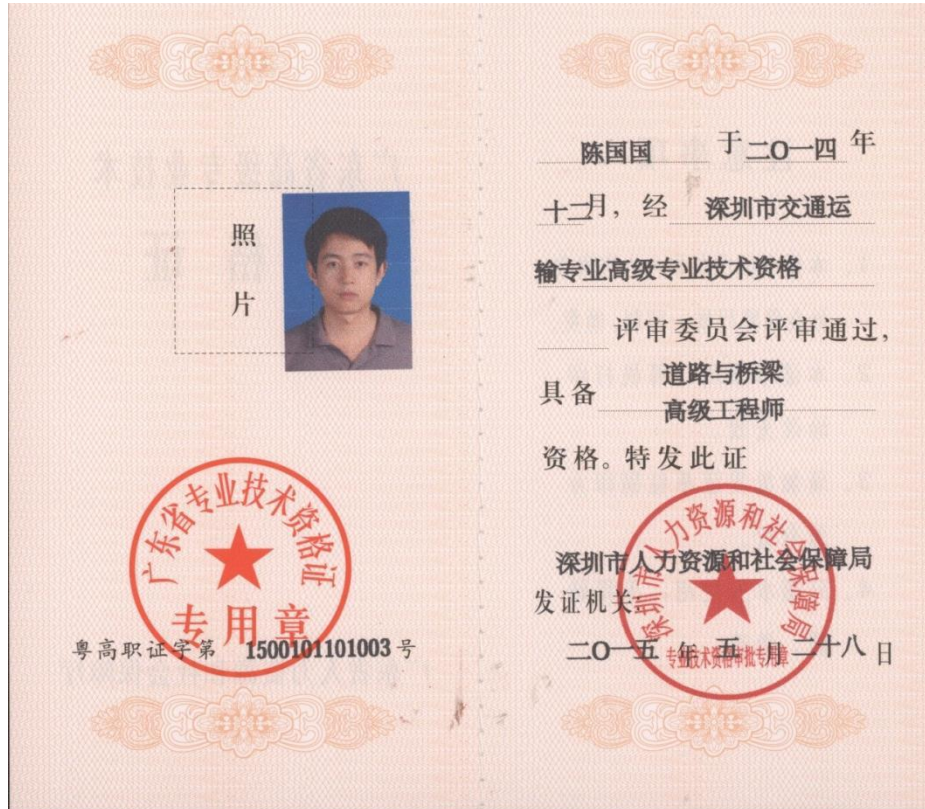 照
片
广东省专业技术资格证
专用章
粤高职证字第 1500101101003 号
陈国国 于 二〇一四 年
十二月，经 深圳市交通运
输专业高级专业技术资格
评审委员会评审通过，
具备 道路与桥梁
高级工程师
资格。特发此证
深圳市人力资源和社会保障局
深圳市人力资源和社会保障局
发证机关：
专业技术资格审批专用章
二〇一五 年 五 月 二十八 日